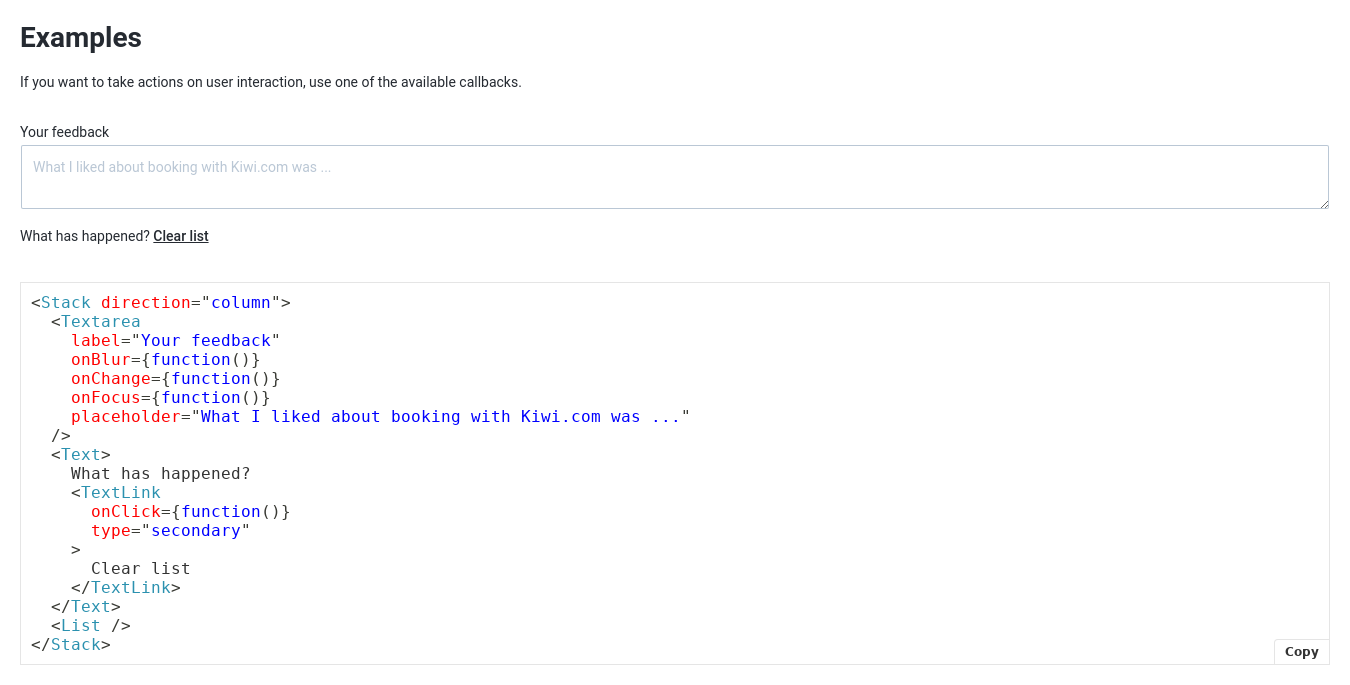 Examples
If you want to take actions on user interaction, use one of the available callbacks.
Your feedback
What I liked about booking with Kiwi.com was ...
What has happened? Clear list
<Stack direction="column">
  <Textarea
    label="Your feedback"
    onBlur={function()}
    onChange={function()}
    onFocus={function()}
    placeholder="What I liked about booking with Kiwi.com was ..."
  />
  <Text>
    What has happened?
    <TextLink
      onClick={function()}
      type="secondary"
    >
      Clear list
    </TextLink>
  </Text>
  <List />
</Stack>
Copy